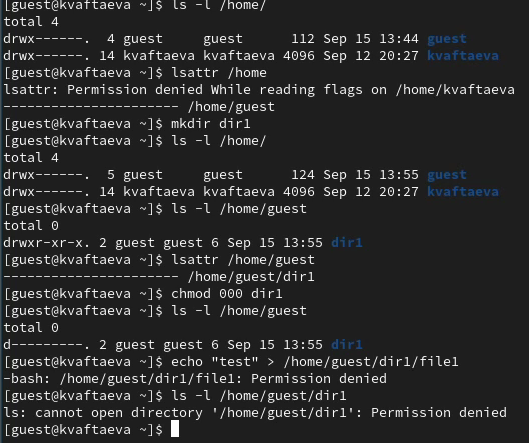 [guest@kvaftaeva ~]$ ls -l /home/
total 4
drwx------.  4 guest     guest      112 Sep 15 13:44 guest
drwx------. 14 kvaftaeva kvaftaeva 4096 Sep 12 20:27 kvaftaeva
[guest@kvaftaeva ~]$ lsattr /home
lsattr: Permission denied While reading flags on /home/kvaftaeva
---------------------- /home/guest
[guest@kvaftaeva ~]$ mkdir dir1
[guest@kvaftaeva ~]$ ls -l /home/
total 4
drwx------.  5 guest     guest      124 Sep 15 13:55 guest
drwx------. 14 kvaftaeva kvaftaeva 4096 Sep 12 20:27 kvaftaeva
[guest@kvaftaeva ~]$ ls -l /home/guest
total 0
drwxr-xr-x. 2 guest guest 6 Sep 15 13:55 dir1
[guest@kvaftaeva ~]$ lsattr /home/guest
---------------------- /home/guest/dir1
[guest@kvaftaeva ~]$ chmod 000 dir1
[guest@kvaftaeva ~]$ ls -l /home/guest
total 0
d---------. 2 guest guest 6 Sep 15 13:55 dir1
[guest@kvaftaeva ~]$ echo "test" > /home/guest/dir1/file1
-bash: /home/guest/dir1/file1: Permission denied
[guest@kvaftaeva ~]$ ls -l /home/guest/dir1
ls: cannot open directory '/home/guest/dir1': Permission denied
[guest@kvaftaeva ~]$